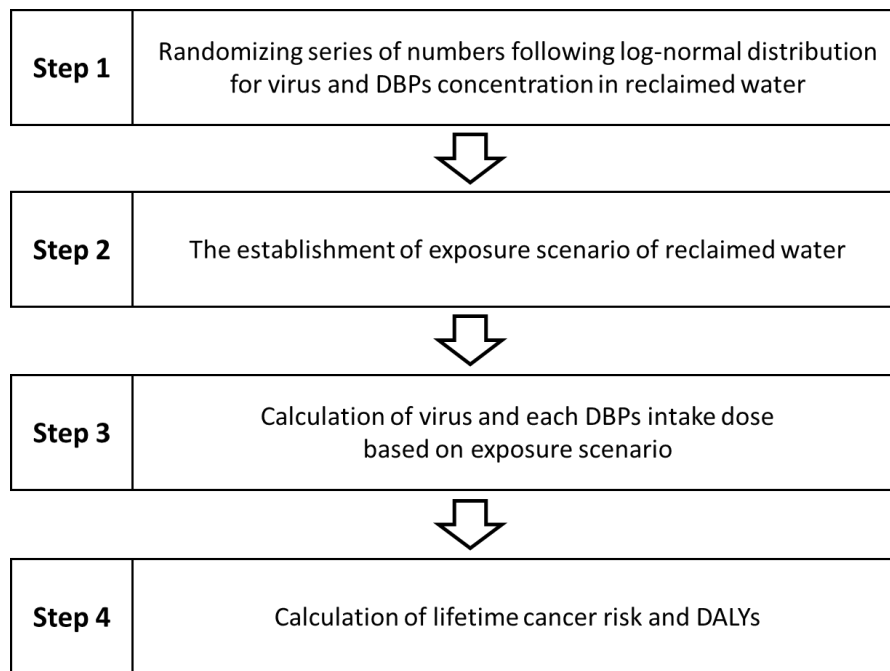 Step 1
Randomizing series of numbers following log-normal distribution
for virus and DBPs concentration in reclaimed water
Step 2
The establishment of exposure scenario of reclaimed water
Step 3
Calculation of virus and each DBPs intake dose
based on exposure scenario
Step 4
Calculation of lifetime cancer risk and DALYs